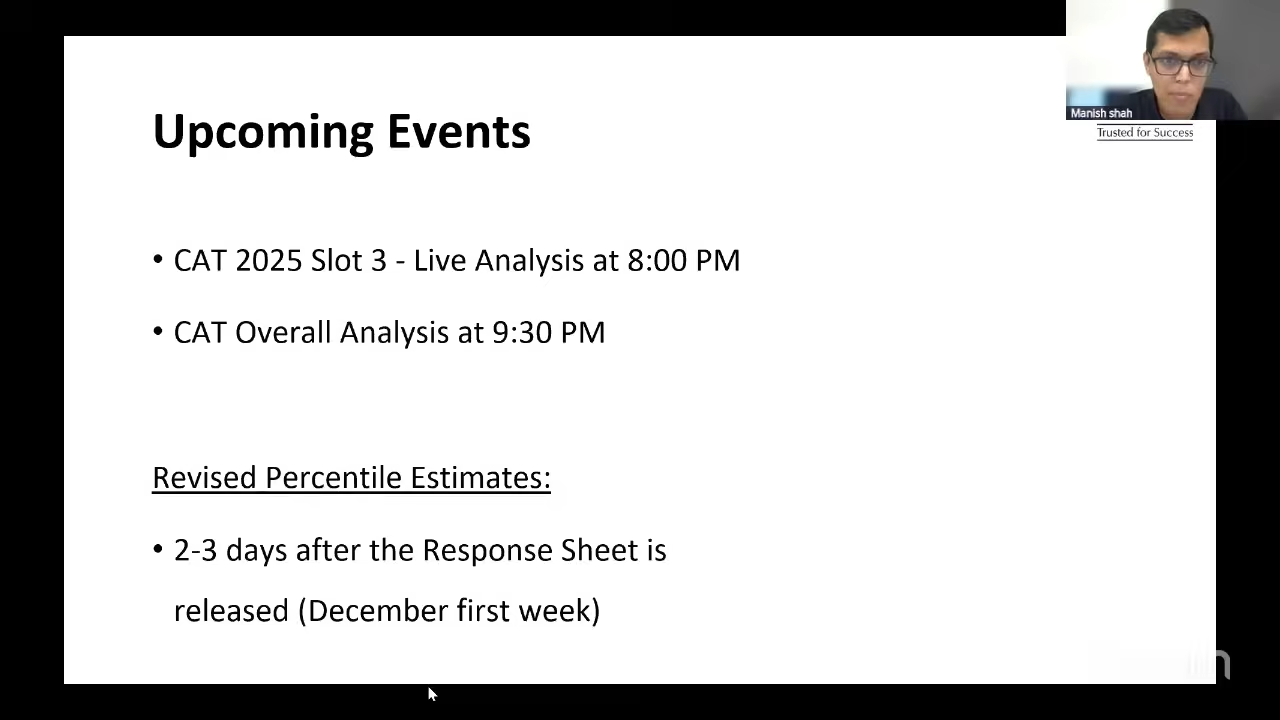 Manish shah
Trusted for Success
Upcoming Events
• CAT 2025 Slot 3 - Live Analysis at 8:00 PM
• CAT Overall Analysis at 9:30 PM
Revised Percentile Estimates:
• 2-3 days after the Response Sheet is
released (December first week)